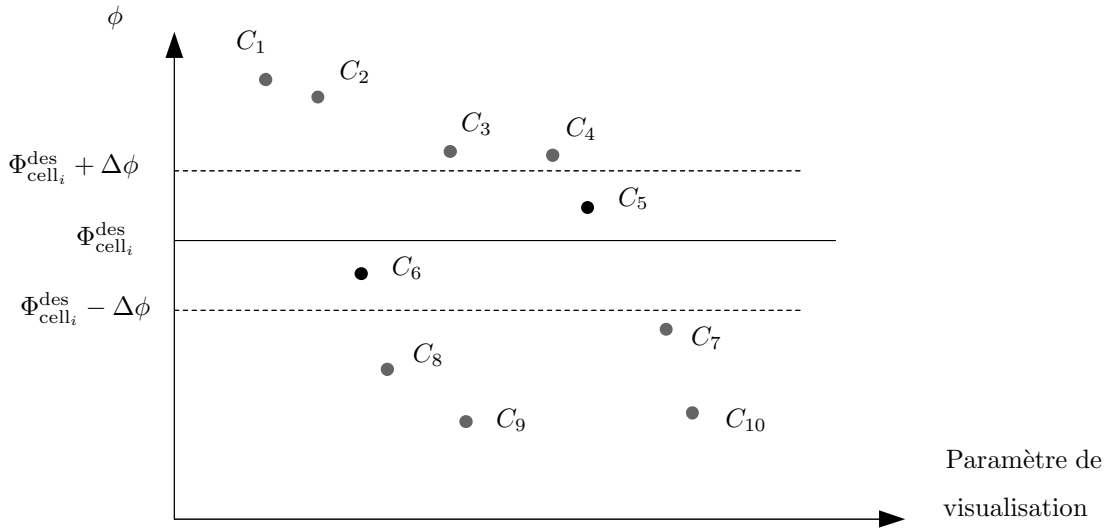 ϕ
C₁
C₂
C₃
C₄
Φ^des_cell_i + Δϕ
C₅
Φ^des_cell_i
C₆
Φ^des_cell_i − Δϕ
C₇
C₈
C₉
C₁₀
Paramètre de
visualisation